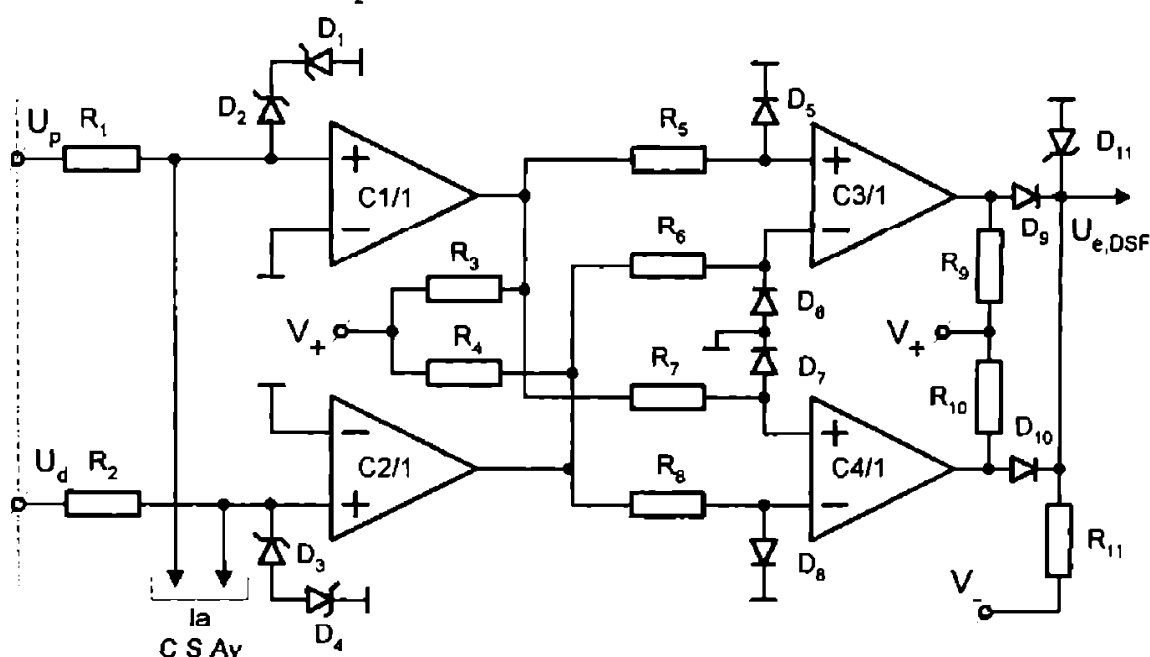 D1
D2
D5
D11
Up
R1
R5
+
C1/1
−
+
C3/1
−
D9
Ue,DSF
R3
R6
R9
V+
R4
D6
D7
V+
R7
R10
D10
−
C2/1
+
+
C4/1
−
Ud
R2
R8
D3
D8
R11
V-
D4
Ia
C S Av